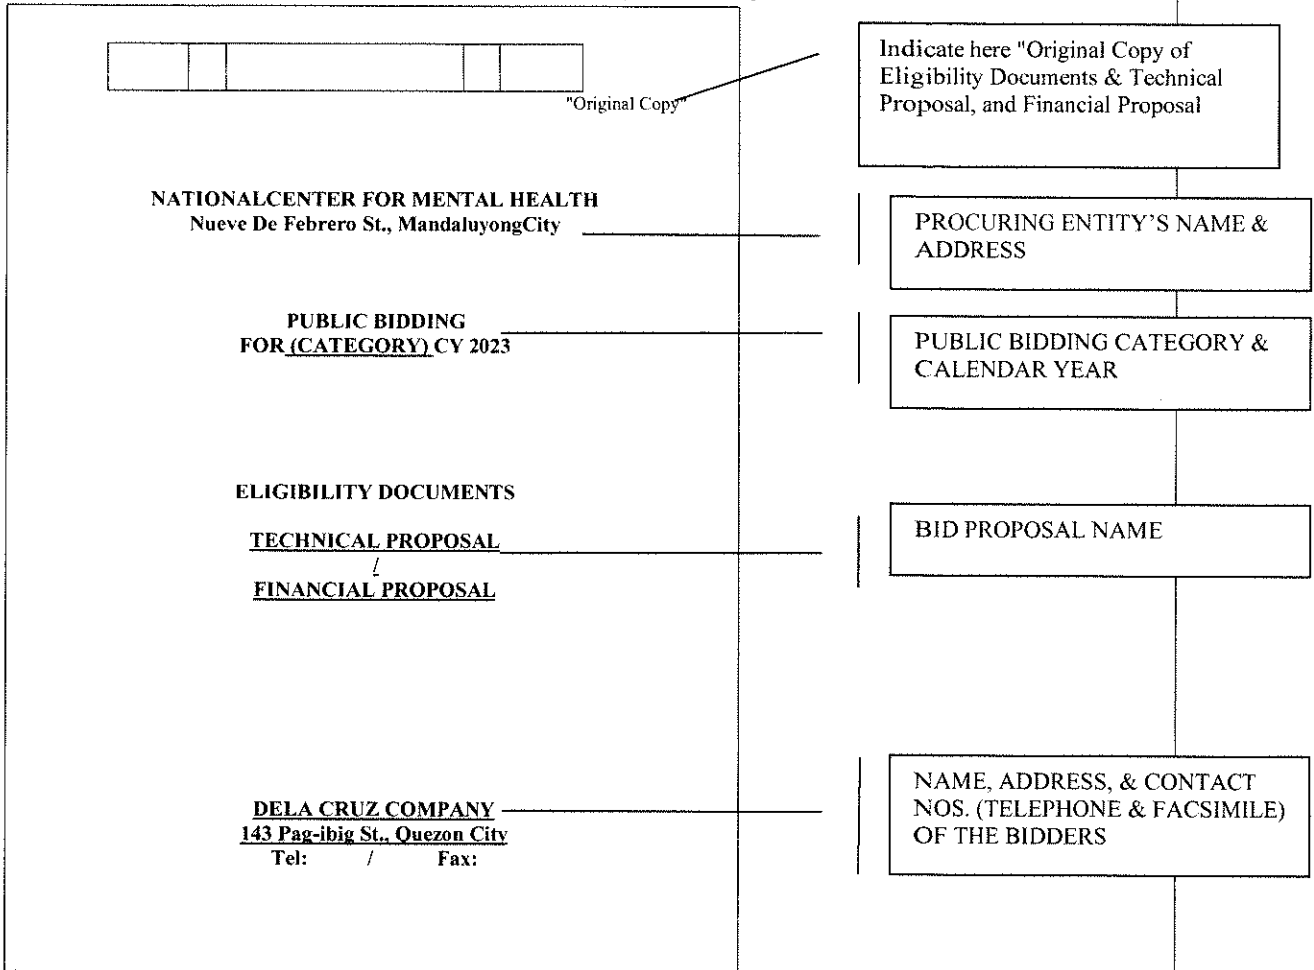 "Original Copy"
Indicate here "Original Copy of
Eligibility Documents & Technical
Proposal, and Financial Proposal
NATIONALCENTER FOR MENTAL HEALTH
Nueve De Febrero St., MandaluyongCity
PROCURING ENTITY'S NAME &
ADDRESS
PUBLIC BIDDING
FOR (CATEGORY) CY 2023
PUBLIC BIDDING CATEGORY &
CALENDAR YEAR
ELIGIBILITY DOCUMENTS
TECHNICAL PROPOSAL
/
FINANCIAL PROPOSAL
BID PROPOSAL NAME
DELA CRUZ COMPANY
143 Pag-ibig St., Quezon City
Tel: / Fax:
NAME, ADDRESS, & CONTACT
NOS. (TELEPHONE & FACSIMILE)
OF THE BIDDERS